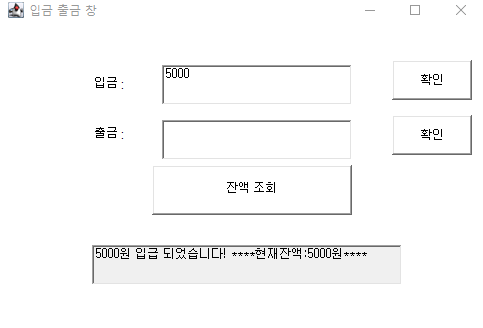 입금 출금 창
입금 :
5000
확인
출금 :
확인
잔액 조회
5000원 입급 되었습니다! ****현재잔액:5000원****